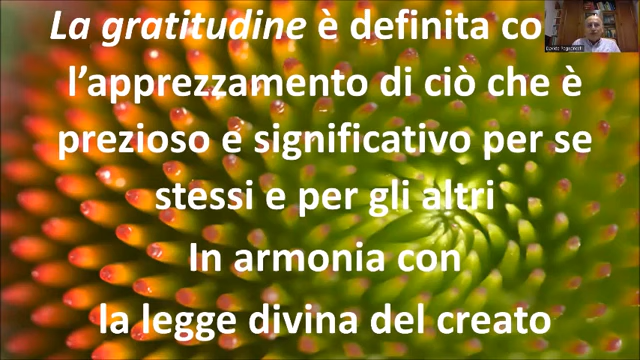 La gratitudine è definita co
l'apprezzamento di ciò che è
prezioso e significativo per se
stessi e per gli altri
In armonia con
la legge divina del creato